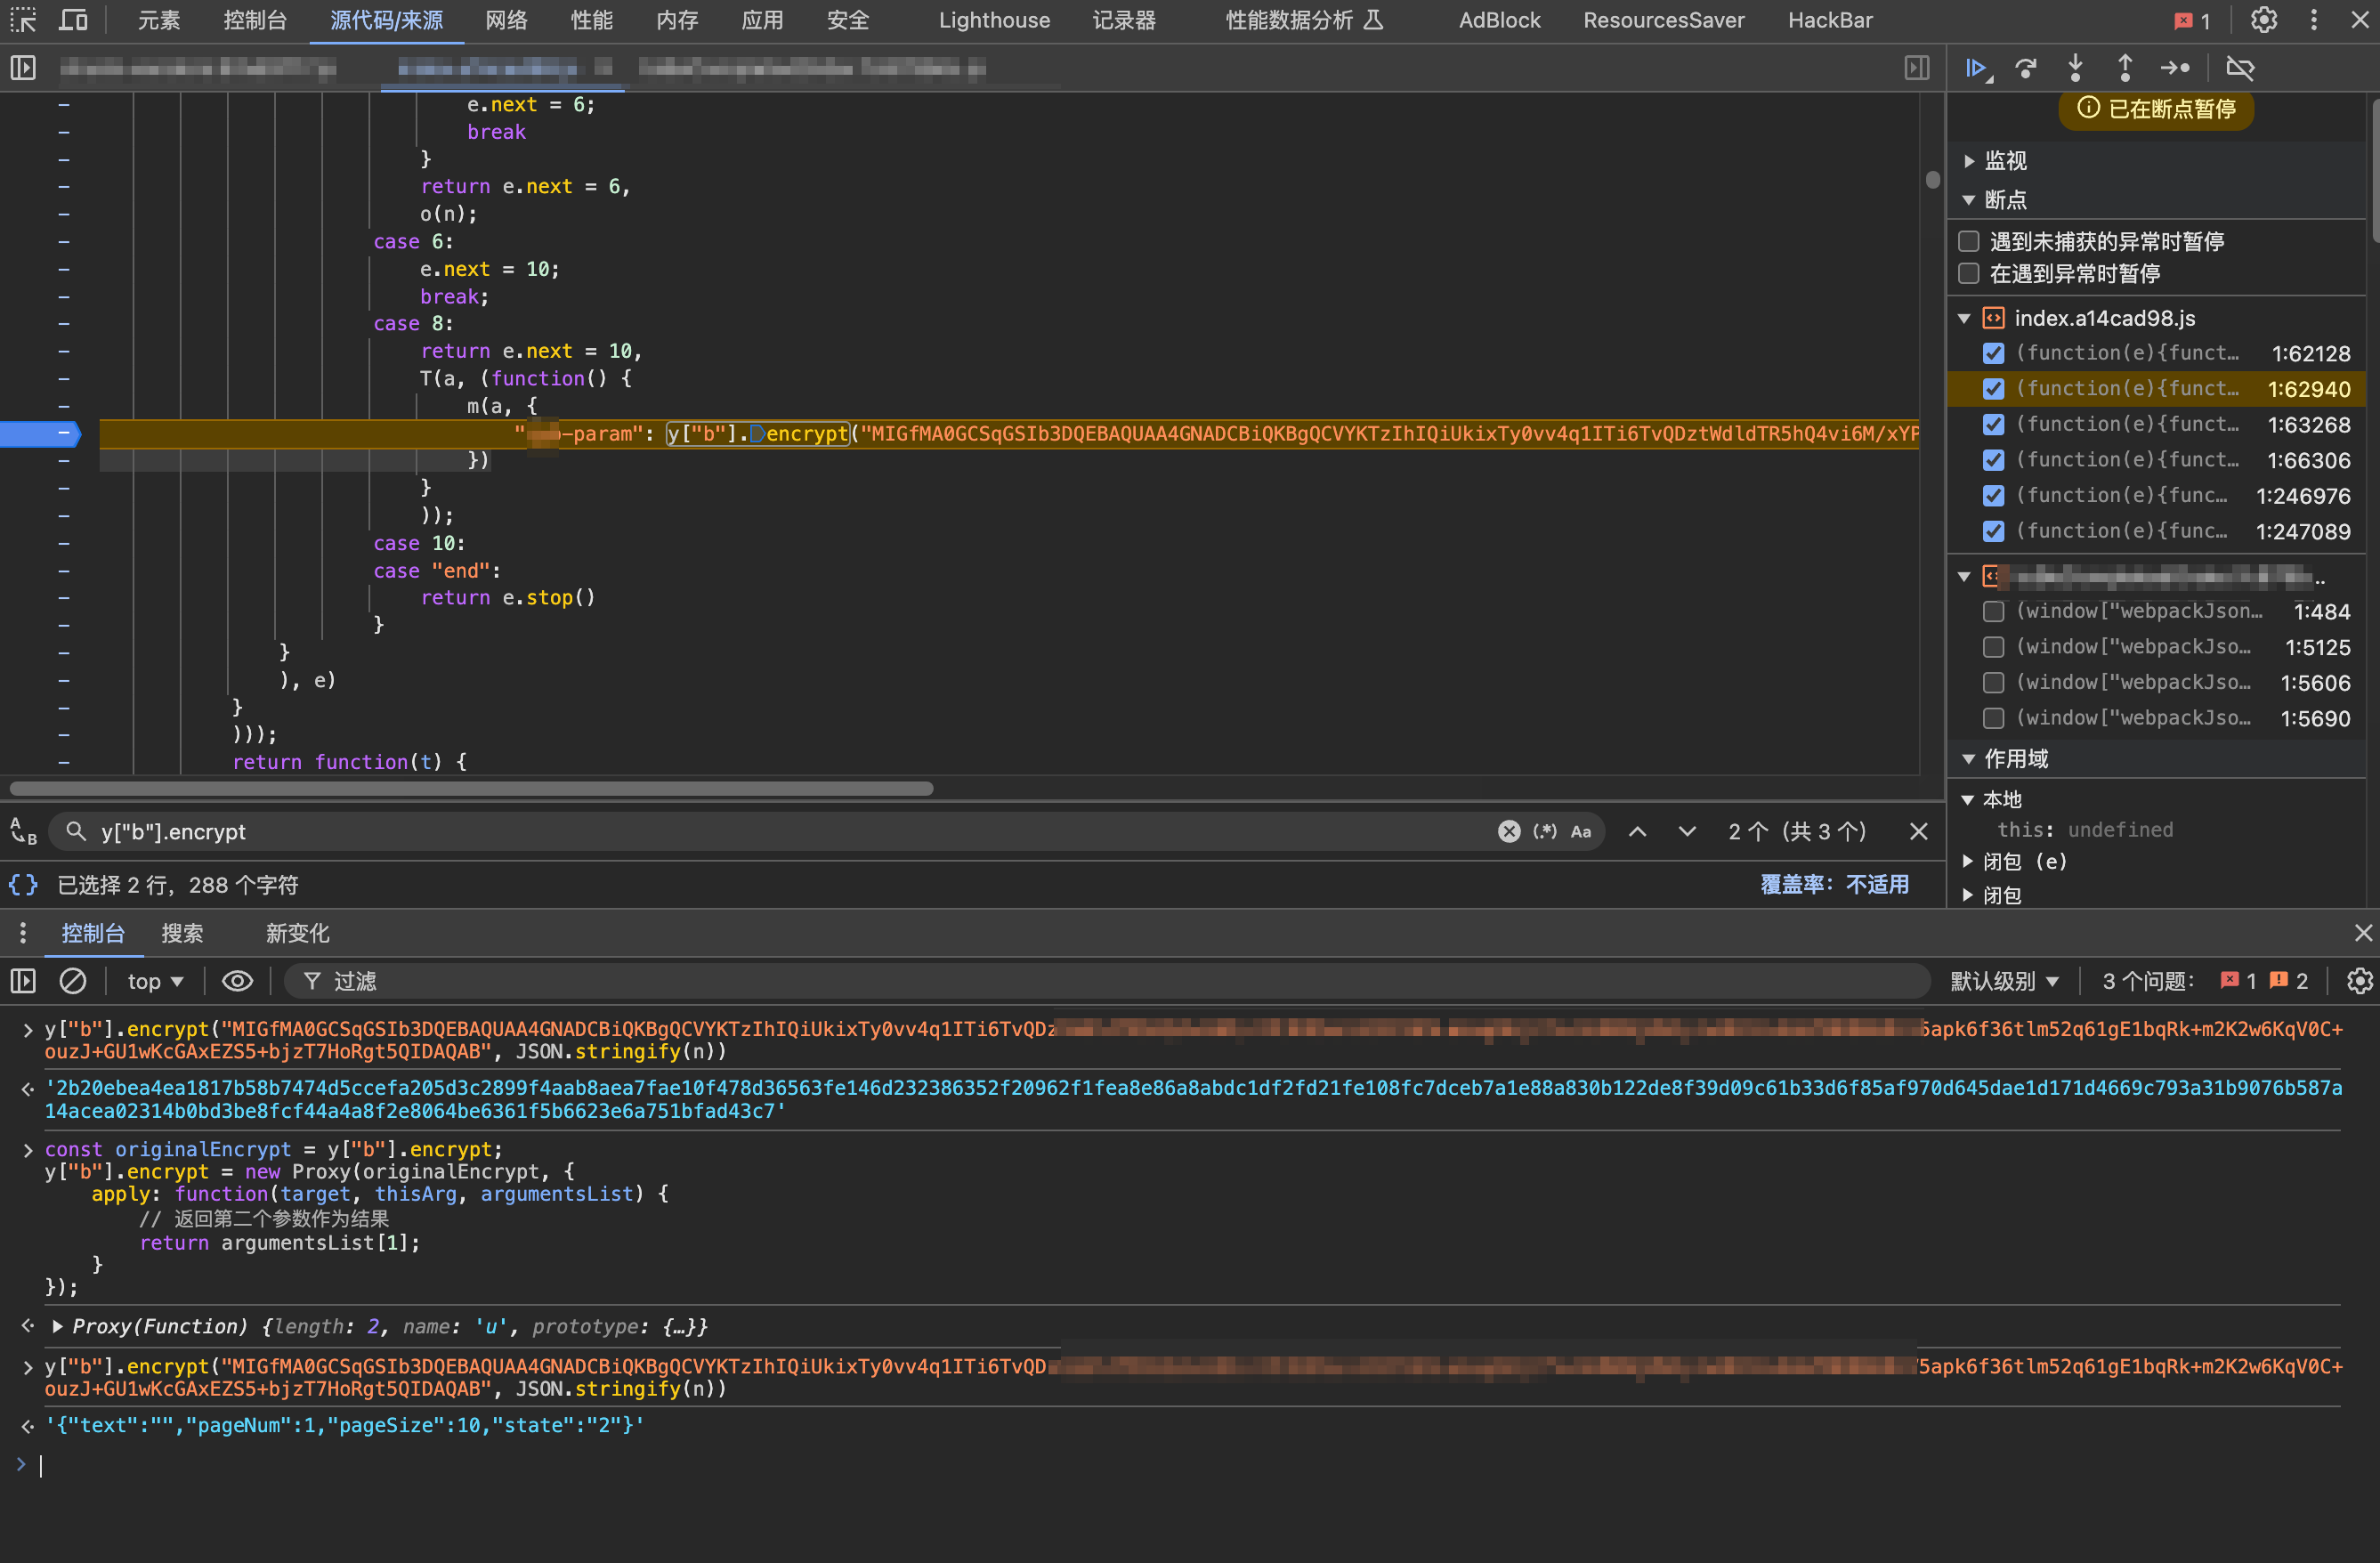 元素 控制台 源代码/来源 网络 性能 内存 应用 安全 Lighthouse 记录器 性能数据分析 AdBlock ResourcesSaver HackBar 1
e.next = 6;
break
}
return e.next = 6,
o(n);
case 6:
e.next = 10;
break;
case 8:
return e.next = 10,
T(a, (function() {
m(a, {
-param": y["b"].encrypt("MIGfMA0GCSqGSIb3DQEBAQUAA4GNADCBiQKBgQCVYKTzIhIQiUkixTy0vv4q1ITi6TvQDztWdldTR5hQ4vi6M/xYP
})
}
));
case 10:
case "end":
return e.stop()
}
}
), e)
}
)));
return function(t) {
已在断点暂停
监视
断点
遇到未捕获的异常时暂停
在遇到异常时暂停
index.a14cad98.js
(function(e){funct… 1:62128
(function(e){funct… 1:62940
(function(e){funct… 1:63268
(function(e){funct… 1:66306
(function(e){func… 1:246976
(function(e){func… 1:247089
(window["webpackJson… 1:484
(window["webpackJso… 1:5125
(window["webpackJso… 1:5606
(window["webpackJso… 1:5690
作用域
本地
this: undefined
闭包 (e)
闭包
y["b"].encrypt (.*) Aa 2 个（共 3 个）
{} 已选择 2 行，288 个字符 覆盖率：不适用
控制台 搜索 新变化
top 过滤 默认级别 3 个问题： 1 2
y["b"].encrypt("MIGfMA0GCSqGSIb3DQEBAQUAA4GNADCBiQKBgQCVYKTzIhIQiUkixTy0vv4q1ITi6TvQDz 5apk6f36tlm52q61gE1bqRk+m2K2w6KqV0C+
ouzJ+GU1wKcGAxEZS5+bjzT7HoRgt5QIDAQAB", JSON.stringify(n))
'2b20ebea4ea1817b58b7474d5ccefa205d3c2899f4aab8aea7fae10f478d36563fe146d232386352f20962f1fea8e86a8abdc1df2fd21fe108fc7dceb7a1e88a830b122de8f39d09c61b33d6f85af970d645dae1d171d4669c793a31b9076b587a
14acea02314b0bd3be8fcf44a4a8f2e8064be6361f5b6623e6a751bfad43c7'
const originalEncrypt = y["b"].encrypt;
y["b"].encrypt = new Proxy(originalEncrypt, {
apply: function(target, thisArg, argumentsList) {
// 返回第二个参数作为结果
return argumentsList[1];
}
});
Proxy(Function) {length: 2, name: 'u', prototype: {…}}
y["b"].encrypt("MIGfMA0GCSqGSIb3DQEBAQUAA4GNADCBiQKBgQCVYKTzIhIQiUkixTy0vv4q1ITi6TvQD 5apk6f36tlm52q61gE1bqRk+m2K2w6KqV0C+
ouzJ+GU1wKcGAxEZS5+bjzT7HoRgt5QIDAQAB", JSON.stringify(n))
'{"text":"","pageNum":1,"pageSize":10,"state":"2"}'